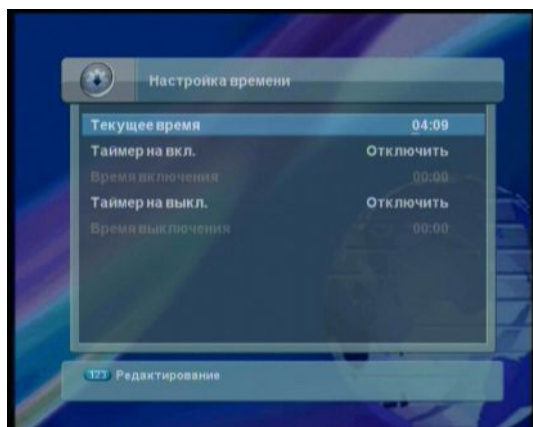 Настройка времени
Текущее время 04:09
Таймер на вкл. Отключить
Время включения 00:00
Таймер на выкл. Отключить
Время выключения 00:00
123 Редактирование